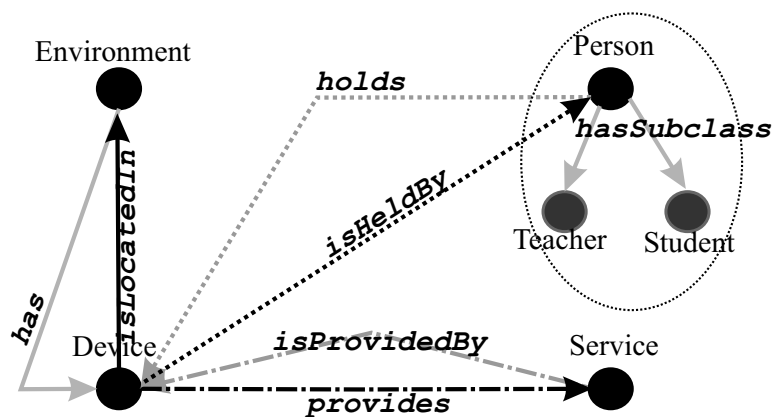 Environment
Person
holds
hasSubclass
isHeldBy
isLocatedIn
Teacher
Student
has
Device
isProvidedBy
Service
provides